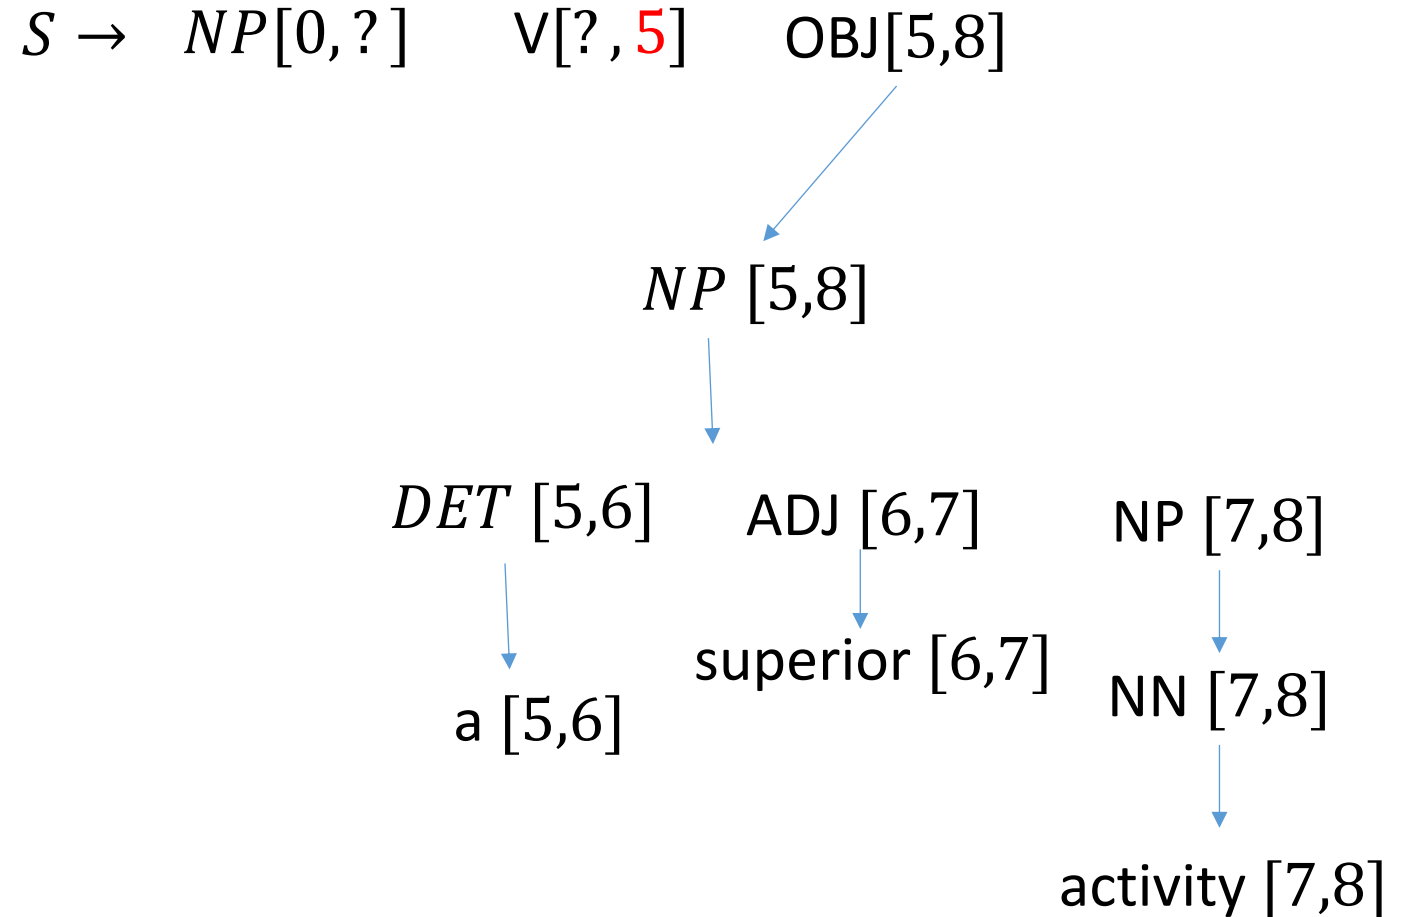 S → NP[0, ? ] V[? , 5] OBJ[5,8]
NP [5,8]
DET [5,6] ADJ [6,7] NP [7,8]
a [5,6] superior [6,7] NN [7,8]
activity [7,8]